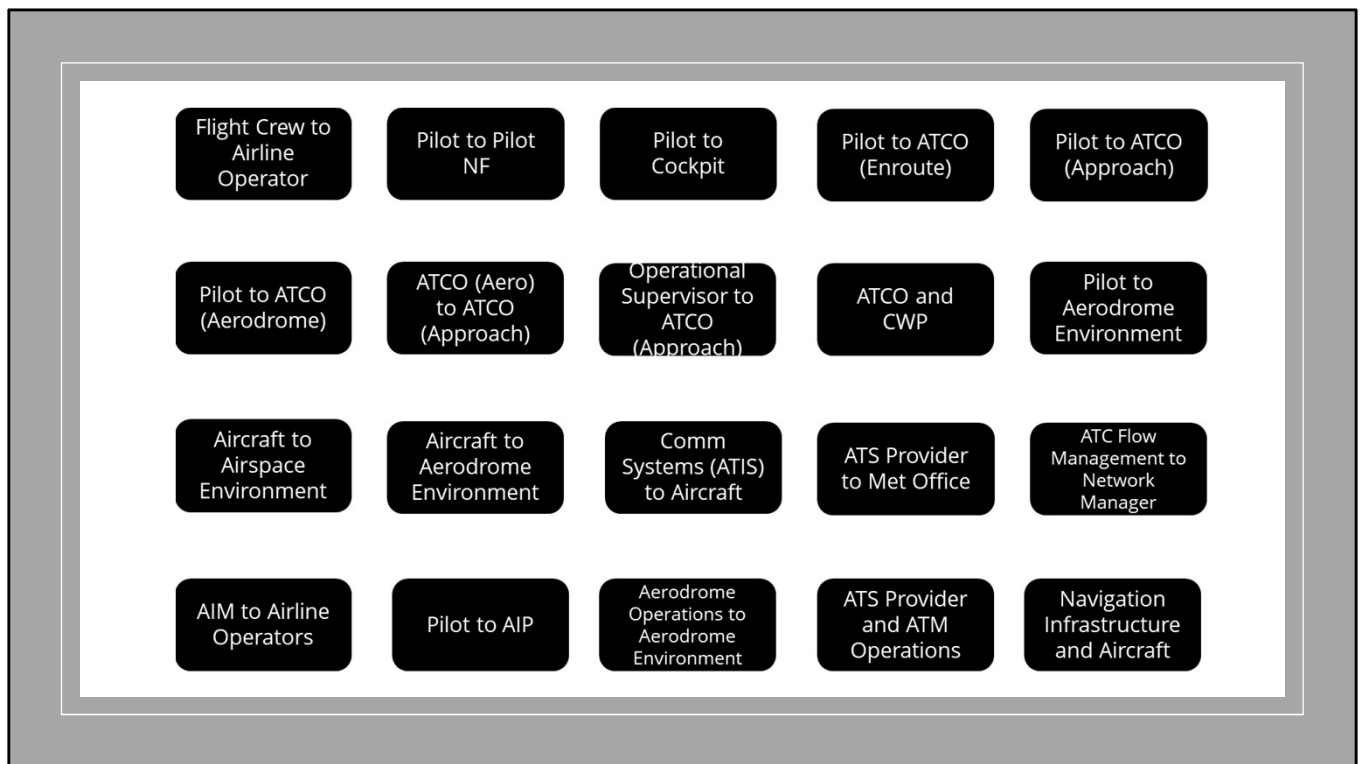 Flight Crew to
Airline
Operator
Pilot to Pilot
NF
Pilot to
Cockpit
Pilot to ATCO
(Enroute)
Pilot to ATCO
(Approach)
Pilot to ATCO
(Aerodrome)
ATCO (Aero)
to ATCO
(Approach)
Operational
Supervisor to
ATCO
(Approach)
ATCO and
CWP
Pilot to
Aerodrome
Environment
Aircraft to
Airspace
Environment
Aircraft to
Aerodrome
Environment
Comm
Systems (ATIS)
to Aircraft
ATS Provider
to Met Office
ATC Flow
Management to
Network
Manager
AIM to Airline
Operators
Pilot to AIP
Aerodrome
Operations to
Aerodrome
Environment
ATS Provider
and ATM
Operations
Navigation
Infrastructure
and Aircraft